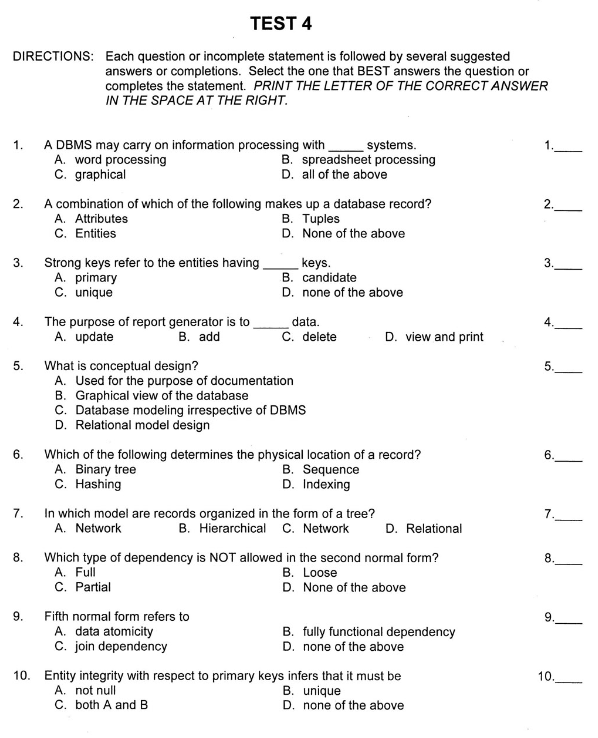 TEST 4
DIRECTIONS: Each question or incomplete statement is followed by several suggested
answers or completions. Select the one that BEST answers the question or
completes the statement. PRINT THE LETTER OF THE CORRECT ANSWER
IN THE SPACE AT THE RIGHT.
1. A DBMS may carry on information processing with _____ systems. 1.____
A. word processing B. spreadsheet processing
C. graphical D. all of the above
2. A combination of which of the following makes up a database record? 2.____
A. Attributes B. Tuples
C. Entities D. None of the above
3. Strong keys refer to the entities having _____ keys. 3.____
A. primary B. candidate
C. unique D. none of the above
4. The purpose of report generator is to _____ data. 4.____
A. update B. add C. delete D. view and print
5. What is conceptual design? 5.____
A. Used for the purpose of documentation
B. Graphical view of the database
C. Database modeling irrespective of DBMS
D. Relational model design
6. Which of the following determines the physical location of a record? 6.____
A. Binary tree B. Sequence
C. Hashing D. Indexing
7. In which model are records organized in the form of a tree? 7.____
A. Network B. Hierarchical C. Network D. Relational
8. Which type of dependency is NOT allowed in the second normal form? 8.____
A. Full B. Loose
C. Partial D. None of the above
9. Fifth normal form refers to 9.____
A. data atomicity B. fully functional dependency
C. join dependency D. none of the above
10. Entity integrity with respect to primary keys infers that it must be 10.____
A. not null B. unique
C. both A and B D. none of the above